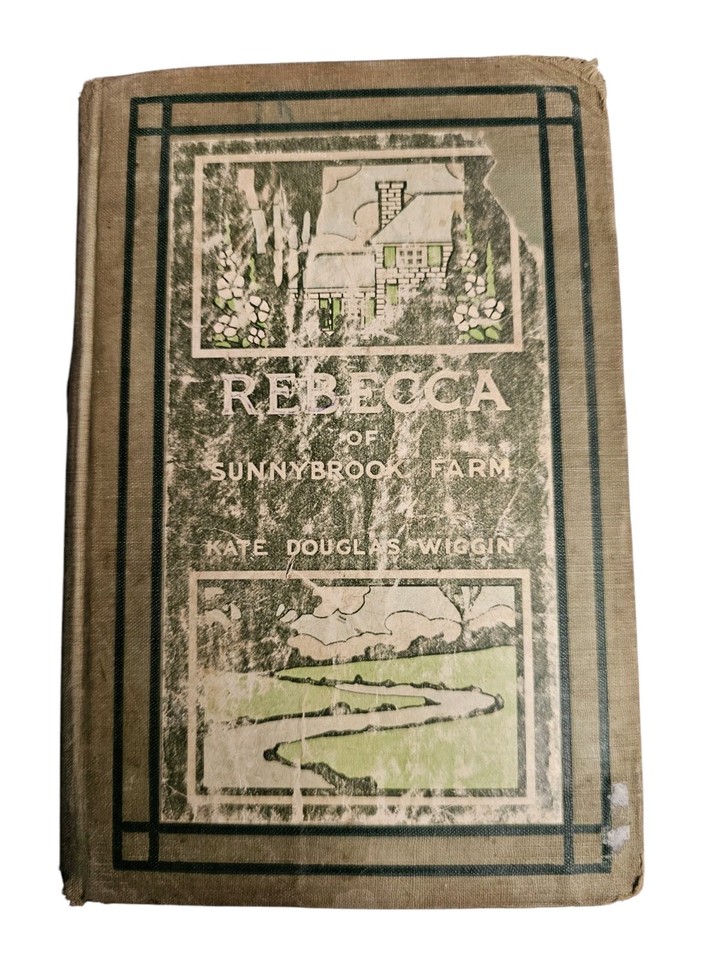 REBECCA
OF
SUNNYBROOK FARM
KATE DOUGLAS WIGGIN